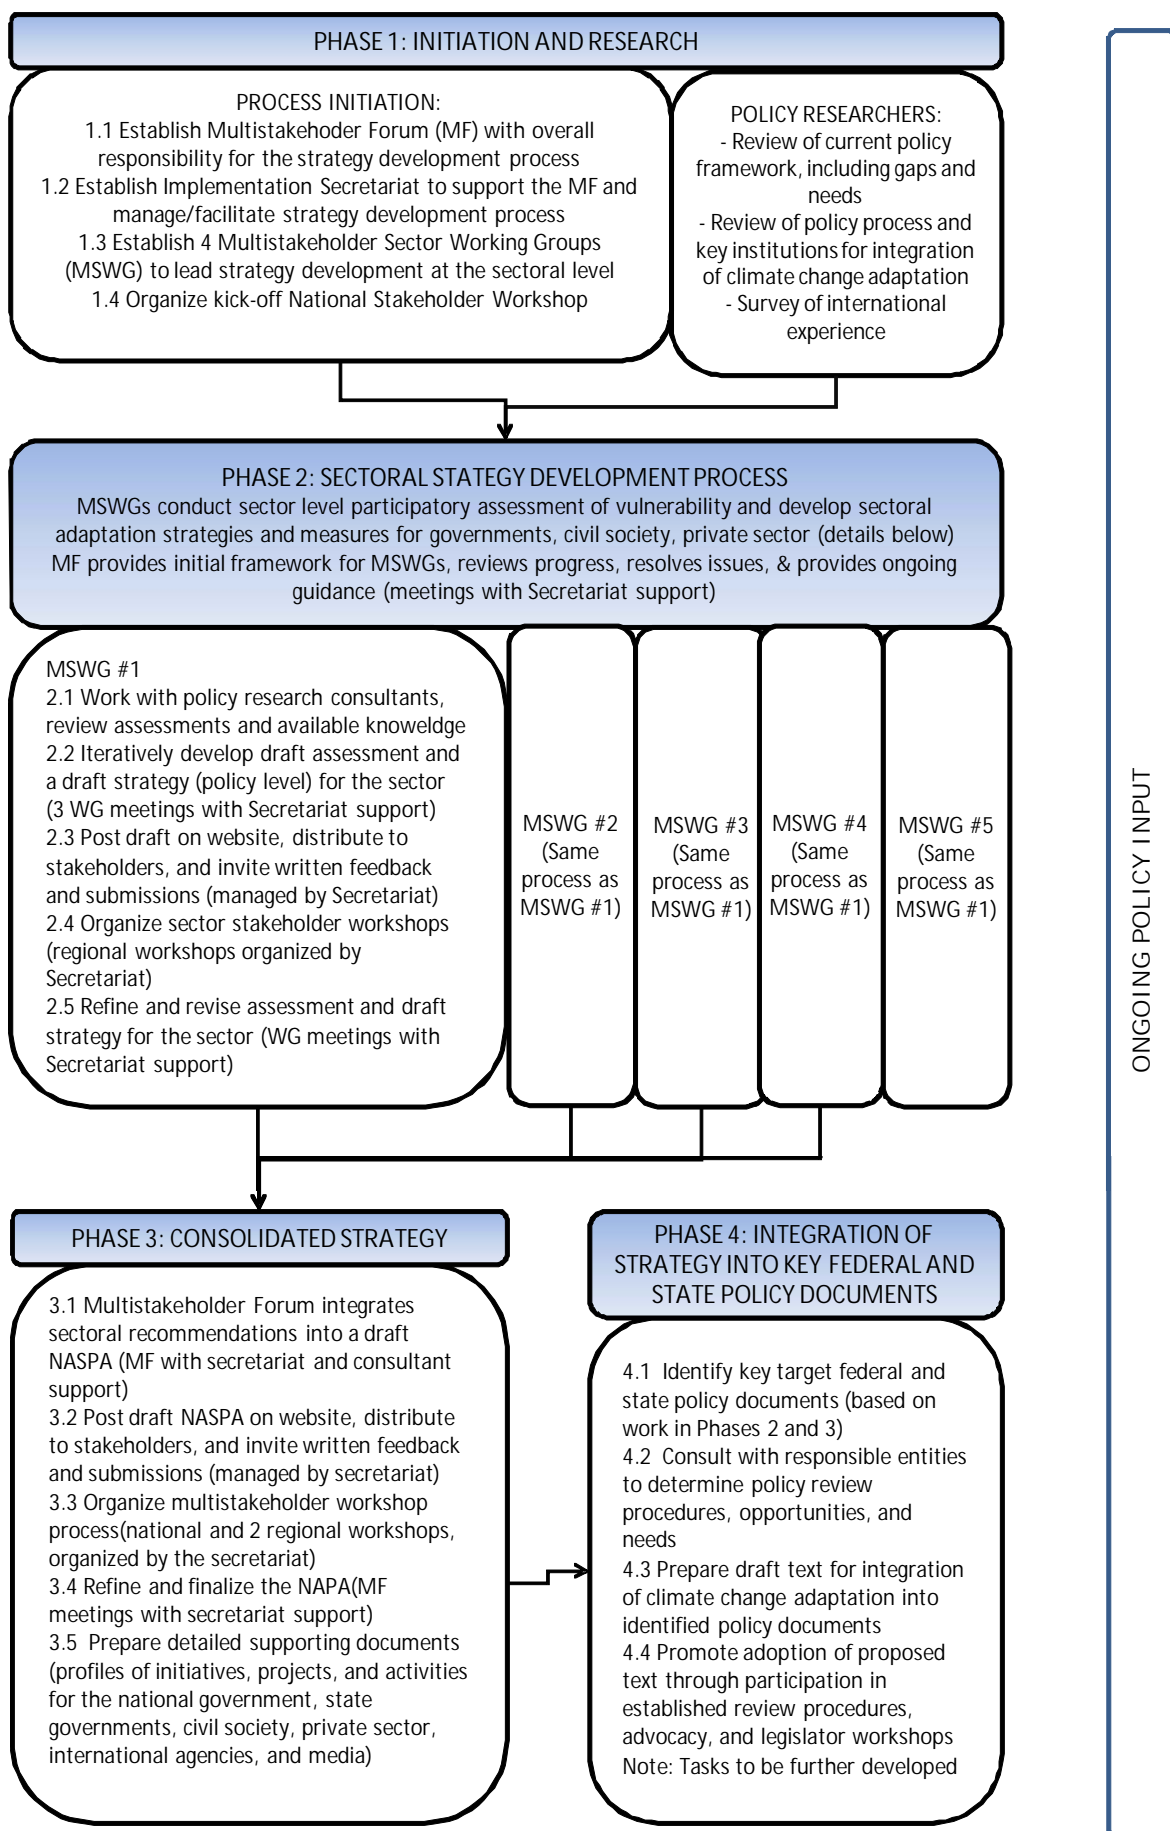 PHASE 1: INITIATION AND RESEARCH
PROCESS INITIATION:
1.1 Establish Multistakehoder Forum (MF) with overall
responsibility for the strategy development process
1.2 Establish Implementation Secretariat to support the MF and
manage/facilitate strategy development process
1.3 Establish 4 Multistakeholder Sector Working Groups
(MSWG) to lead strategy development at the sectoral level
1.4 Organize kick-off National Stakeholder Workshop
POLICY RESEARCHERS:
- Review of current policy
framework, including gaps and
needs
- Review of policy process and
key institutions for integration
of climate change adaptation
- Survey of international
experience
PHASE 2: SECTORAL STATEGY DEVELOPMENT PROCESS
MSWGs conduct sector level participatory assessment of vulnerability and develop sectoral
adaptation strategies and measures for governments, civil society, private sector (details below)
MF provides initial framework for MSWGs, reviews progress, resolves issues, & provides ongoing
guidance (meetings with Secretariat support)
MSWG #1
2.1 Work with policy research consultants,
review assessments and available knoweldge
2.2 Iteratively develop draft assessment and
a draft strategy (policy level) for the sector
(3 WG meetings with Secretariat support)
2.3 Post draft on website, distribute to
stakeholders, and invite written feedback
and submissions (managed by Secretariat)
2.4 Organize sector stakeholder workshops
(regional workshops organized by
Secretariat)
2.5 Refine and revise assessment and draft
strategy for the sector (WG meetings with
Secretariat support)
MSWG #2
(Same
process as
MSWG #1)
MSWG #3
(Same
process as
MSWG #1)
MSWG #4
(Same
process as
MSWG #1)
MSWG #5
(Same
process as
MSWG #1)
PHASE 3: CONSOLIDATED STRATEGY
3.1 Multistakeholder Forum integrates
sectoral recommendations into a draft
NASPA (MF with secretariat and consultant
support)
3.2 Post draft NASPA on website, distribute
to stakeholders, and invite written feedback
and submissions (managed by secretariat)
3.3 Organize multistakeholder workshop
process(national and 2 regional workshops,
organized by the secretariat)
3.4 Refine and finalize the NAPA(MF
meetings with secretariat support)
3.5 Prepare detailed supporting documents
(profiles of initiatives, projects, and activities
for the national government, state
governments, civil society, private sector,
international agencies, and media)
PHASE 4: INTEGRATION OF
STRATEGY INTO KEY FEDERAL AND
STATE POLICY DOCUMENTS
4.1 Identify key target federal and
state policy documents (based on
work in Phases 2 and 3)
4.2 Consult with responsible entities
to determine policy review
procedures, opportunities, and
needs
4.3 Prepare draft text for integration
of climate change adaptation into
identified policy documents
4.4 Promote adoption of proposed
text through participation in
established review procedures,
advocacy, and legislator workshops
Note: Tasks to be further developed
ONGOING POLICY INPUT